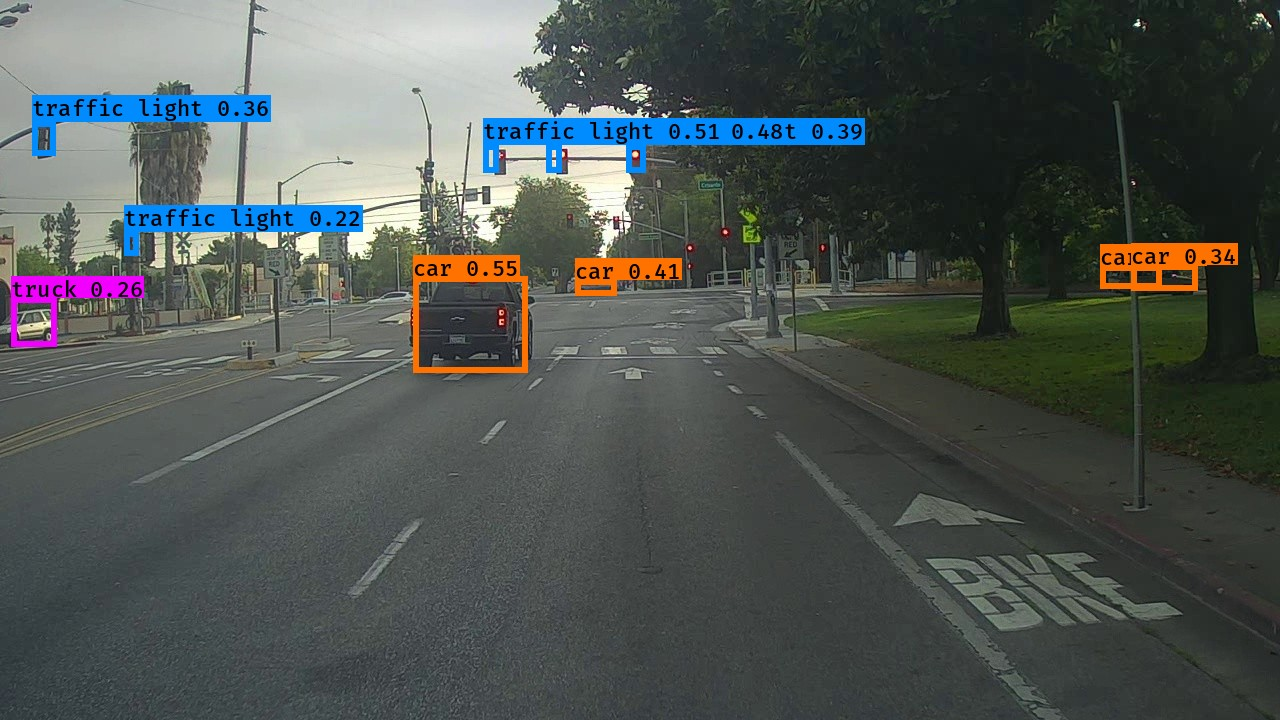 traffic light 0.36
traffic light 0.51 0.48t 0.39
traffic light 0.22
car 0.55
car 0.41
car 0.34
truck 0.26
RED
BIKE